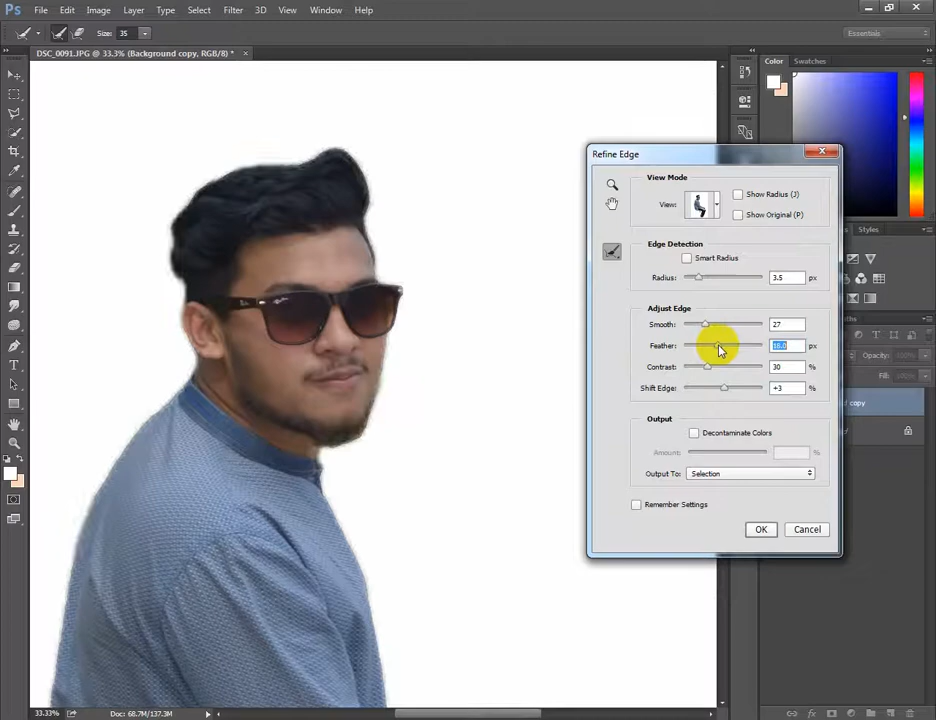 Ps File Edit Image Layer Type Select Filter 3D View Window Help
Size: 35
Essentials
DSC_0091.JPG @ 33.3% (Background copy, RGB/8) *
Color Swatches
Refine Edge
View Mode
View:
Show Radius (J)
Show Original (P)
Edge Detection
Smart Radius
Radius: 3.5 px
Adjust Edge
Smooth: 27
Feather: 18.0 px
Contrast: 30 %
Shift Edge: +3 %
Output
Decontaminate Colors
Amount: %
Output To: Selection
Remember Settings
OK Cancel
Styles
Opacity:
Fill:
copy
33.33% Doc: 68.7M/137.3M